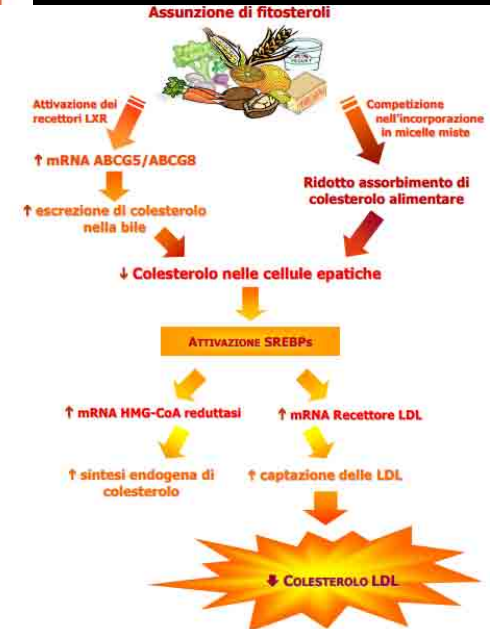 Assunzione di fitosteroli
YOGURT
Attivazione dei
recettori LXR
Competizione
nell'incorporazione
in micelle miste
↑ mRNA ABCG5/ABCG8
Ridotto assorbimento di
colesterolo alimentare
↑ escrezione di colesterolo
nella bile
↓ Colesterolo nelle cellule epatiche
ATTIVAZIONE SREBPs
↑ mRNA HMG-CoA reduttasi
↑ mRNA Recettore LDL
↑ sintesi endogena di
colesterolo
↑ captazione delle LDL
↓ COLESTEROLO LDL